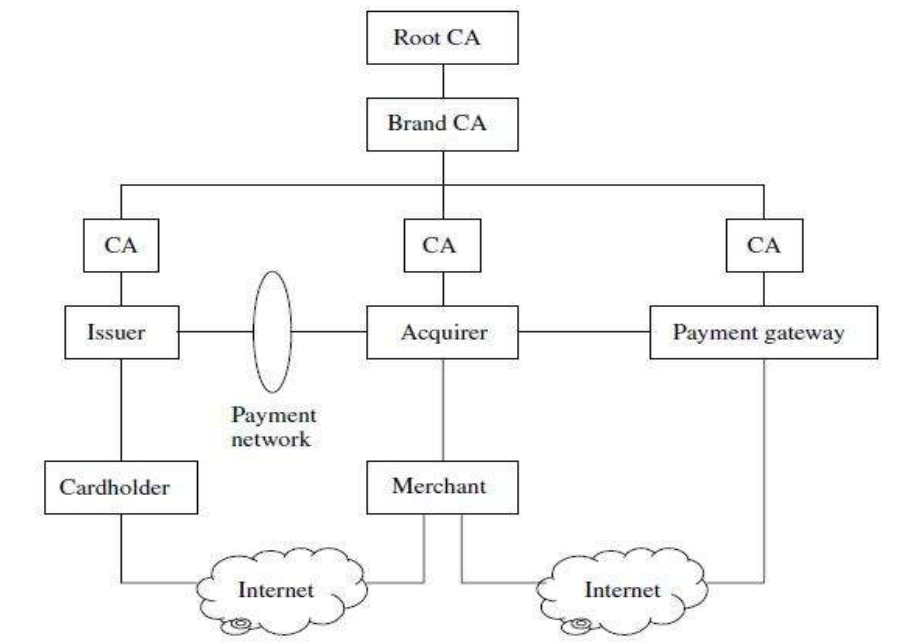 Root CA
Brand CA
CA
CA
CA
Issuer
Acquirer
Payment gateway
Payment
network
Cardholder
Merchant
Internet
Internet